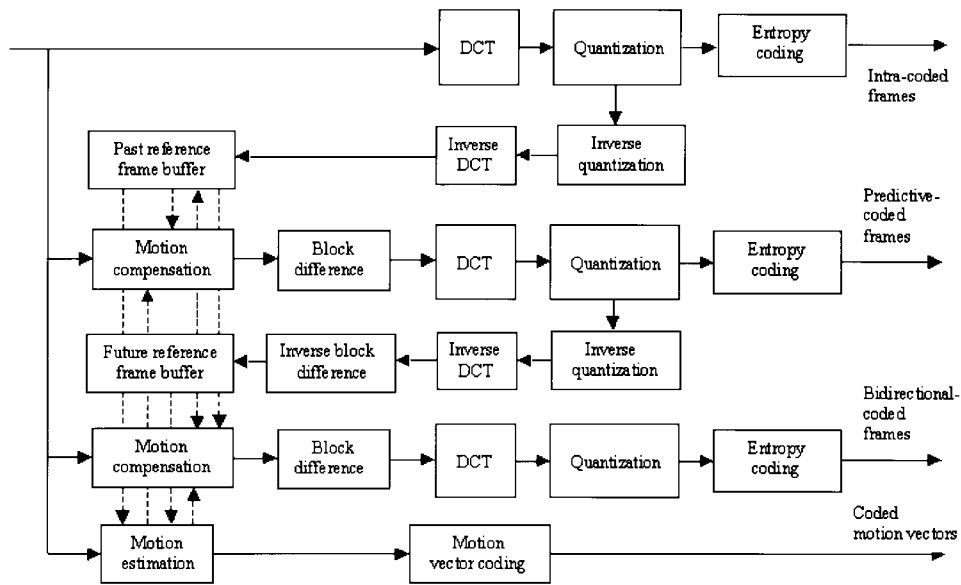 DCT
Quantization
Entropy
coding
Intra-coded
frames
Past reference
frame buffer
Inverse
DCT
Inverse
quantization
Predictive-
coded
frames
Motion
compensation
Block
difference
DCT
Quantization
Entropy
coding
Future reference
frame buffer
Inverse block
difference
Inverse
DCT
Inverse
quantization
Bidirectional-
coded
frames
Motion
compensation
Block
difference
DCT
Quantization
Entropy
coding
Coded
motion vectors
Motion
estimation
Motion
vector coding